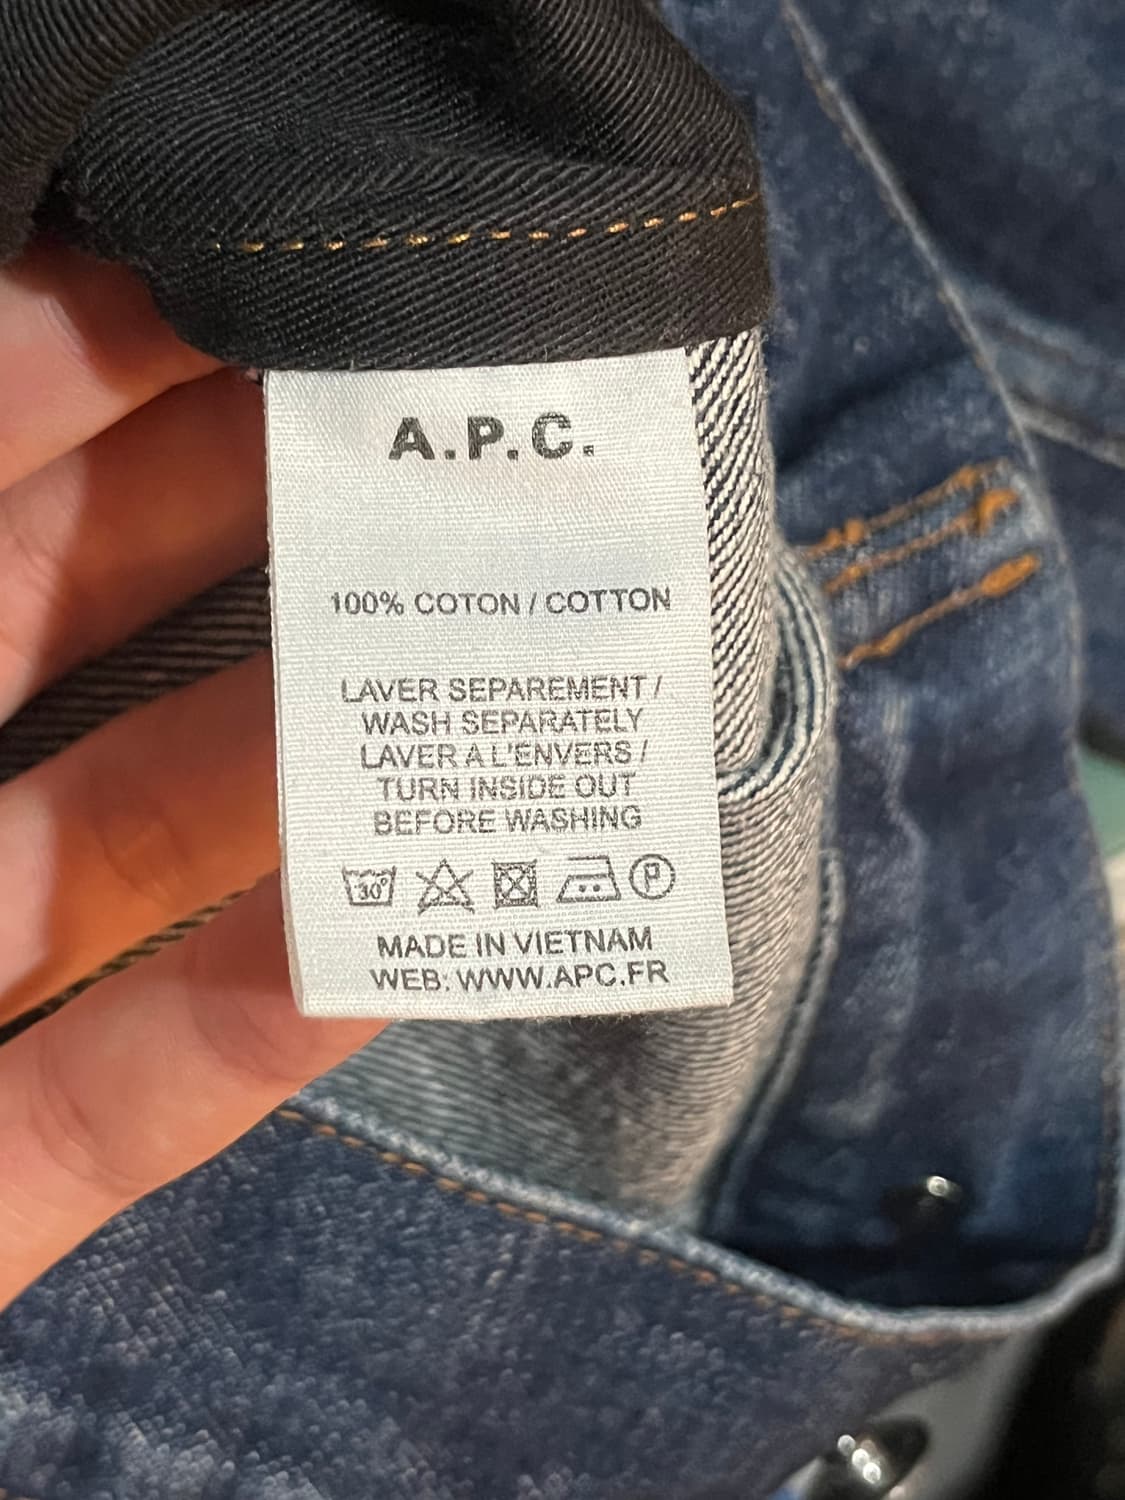 A.P.C.
100% COTON / COTTON
LAVER SEPAREMENT /
WASH SEPARATELY
LAVER A L'ENVERS /
TURN INSIDE OUT
BEFORE WASHING
30° P
MADE IN VIETNAM
WEB: WWW.APC.FR